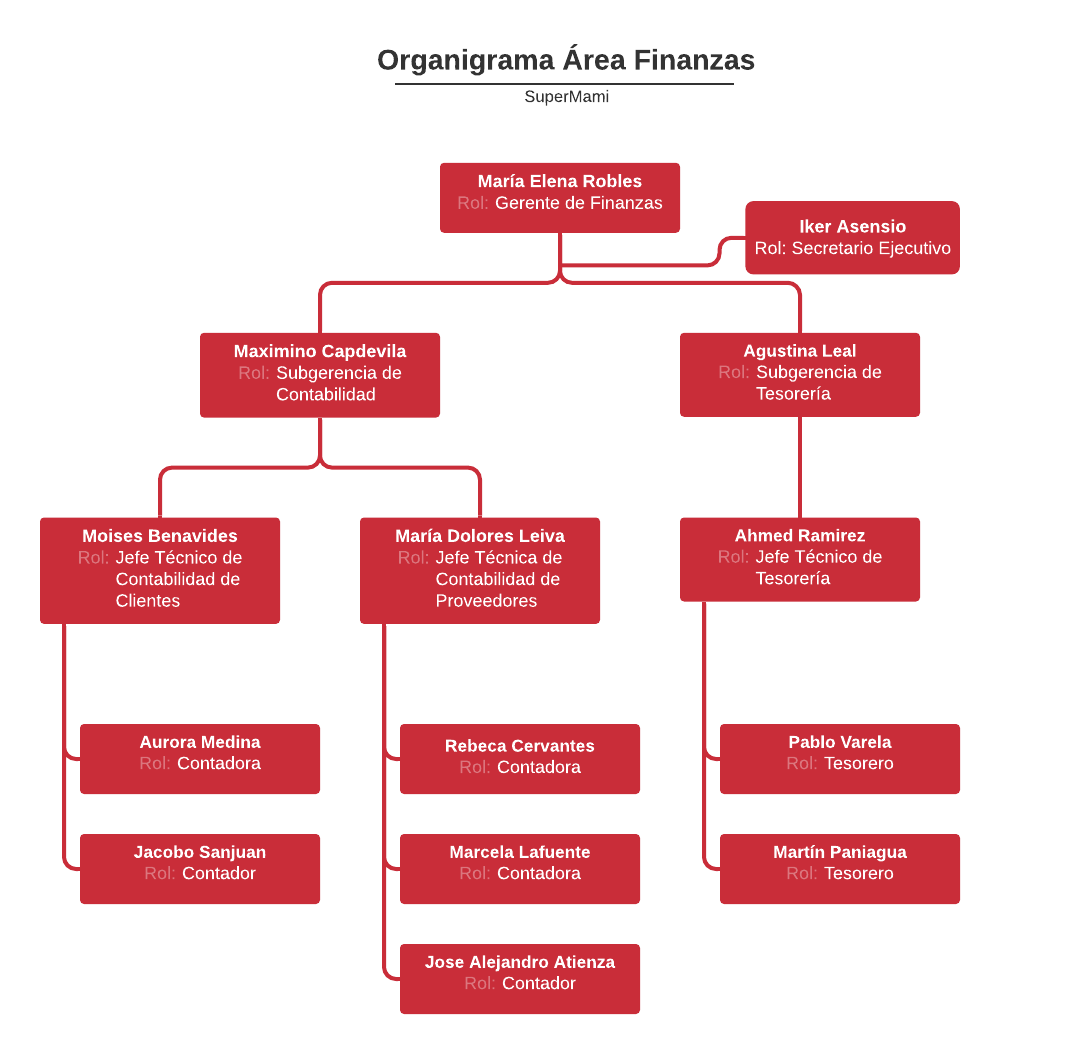 Organigrama Área Finanzas
SuperMami
María Elena Robles
Rol: Gerente de Finanzas
Iker Asensio
Rol: Secretario Ejecutivo
Maximino Capdevila
Rol: Subgerencia de
Contabilidad
Agustina Leal
Rol: Subgerencia de
Tesorería
Moises Benavides
Rol: Jefe Técnico de
Contabilidad de
Clientes
María Dolores Leiva
Rol: Jefe Técnica de
Contabilidad de
Proveedores
Ahmed Ramirez
Rol: Jefe Técnico de
Tesorería
Aurora Medina
Rol: Contadora
Rebeca Cervantes
Rol: Contadora
Pablo Varela
Rol: Tesorero
Jacobo Sanjuan
Rol: Contador
Marcela Lafuente
Rol: Contadora
Martín Paniagua
Rol: Tesorero
Jose Alejandro Atienza
Rol: Contador